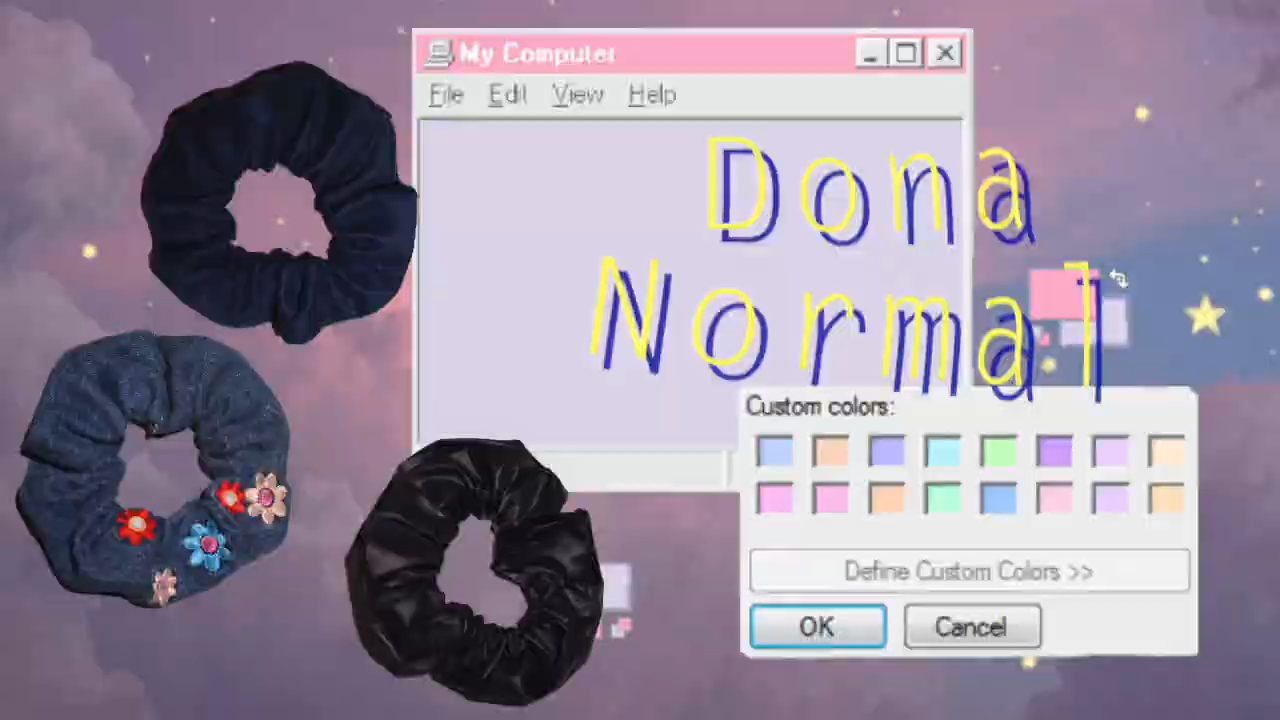 My Computer
File Edit View Help
Dona
Normal
Custom colors:
Define Custom Colors >>
OK Cancel